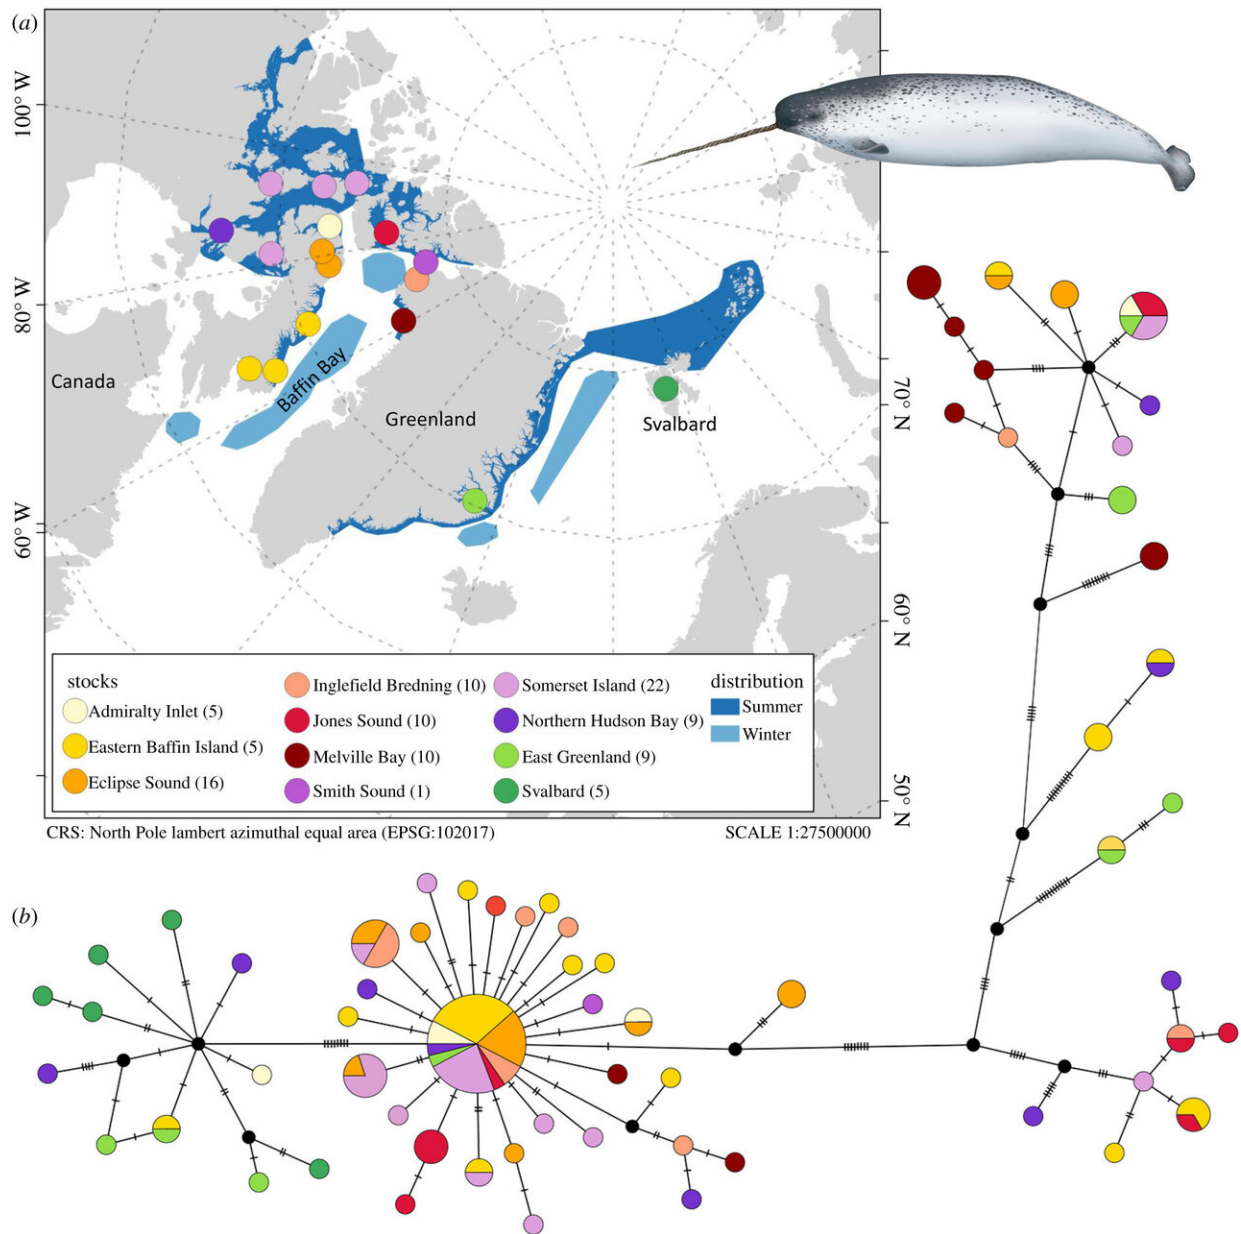 (a)
100° W
80° W
60° W
70° N
60° N
50° N
Canada
Baffin Bay
Greenland
Svalbard
stocks
Admiralty Inlet (5)
Eastern Baffin Island (5)
Eclipse Sound (16)
Inglefield Bredning (10)
Jones Sound (10)
Melville Bay (10)
Smith Sound (1)
Somerset Island (22)
Northern Hudson Bay (9)
East Greenland (9)
Svalbard (5)
distribution
Summer
Winter
CRS: North Pole lambert azimuthal equal area (EPSG:102017)
SCALE 1:27500000
(b)